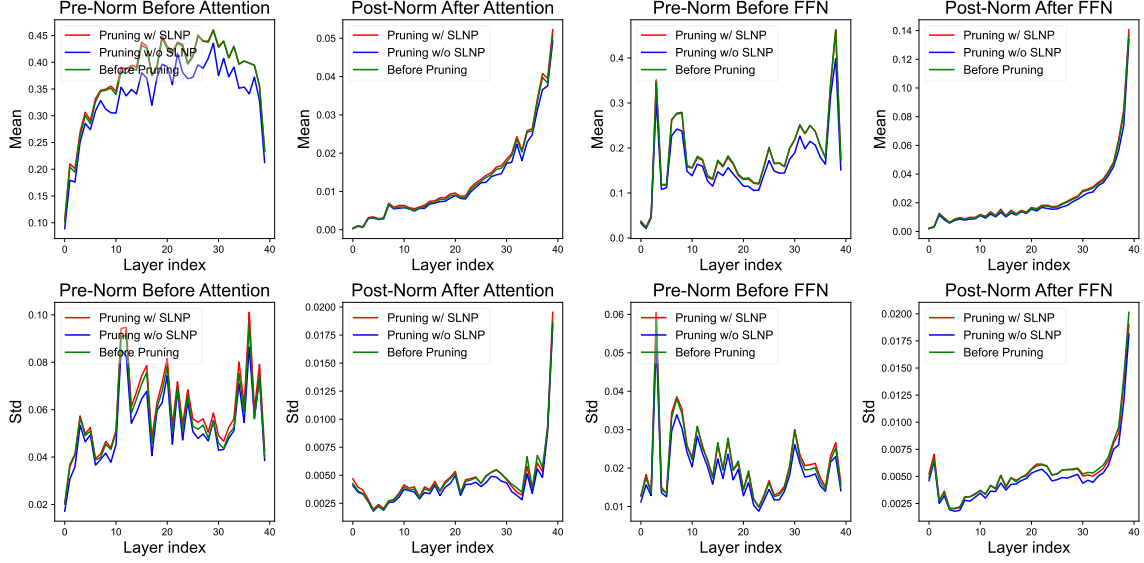 Pre-Norm Before Attention
Pruning w/ SLNP
Pruning w/o SLNP
Before Pruning
0.45
0.40
0.35
0.30
0.25
0.20
0.15
0.10
Mean
0 10 20 30 40
Layer index
Post-Norm After Attention
Pruning w/ SLNP
Pruning w/o SLNP
Before Pruning
0.05
0.04
0.03
0.02
0.01
0.00
Mean
0 10 20 30 40
Layer index
Pre-Norm Before FFN
Pruning w/ SLNP
Pruning w/o SLNP
Before Pruning
0.4
0.3
0.2
0.1
0.0
Mean
0 10 20 30 40
Layer index
Post-Norm After FFN
Pruning w/ SLNP
Pruning w/o SLNP
Before Pruning
0.14
0.12
0.10
0.08
0.06
0.04
0.02
0.00
Mean
0 10 20 30 40
Layer index
Pre-Norm Before Attention
Pruning w/ SLNP
Pruning w/o SLNP
Before Pruning
0.10
0.08
0.06
0.04
0.02
Std
0 10 20 30 40
Layer index
Post-Norm After Attention
Pruning w/ SLNP
Pruning w/o SLNP
Before Pruning
0.0200
0.0175
0.0150
0.0125
0.0100
0.0075
0.0050
0.0025
Std
0 10 20 30 40
Layer index
Pre-Norm Before FFN
Pruning w/ SLNP
Pruning w/o SLNP
Before Pruning
0.06
0.05
0.04
0.03
0.02
0.01
Std
0 10 20 30 40
Layer index
Post-Norm After FFN
Pruning w/ SLNP
Pruning w/o SLNP
Before Pruning
0.0200
0.0175
0.0150
0.0125
0.0100
0.0075
0.0050
0.0025
Std
0 10 20 30 40
Layer index